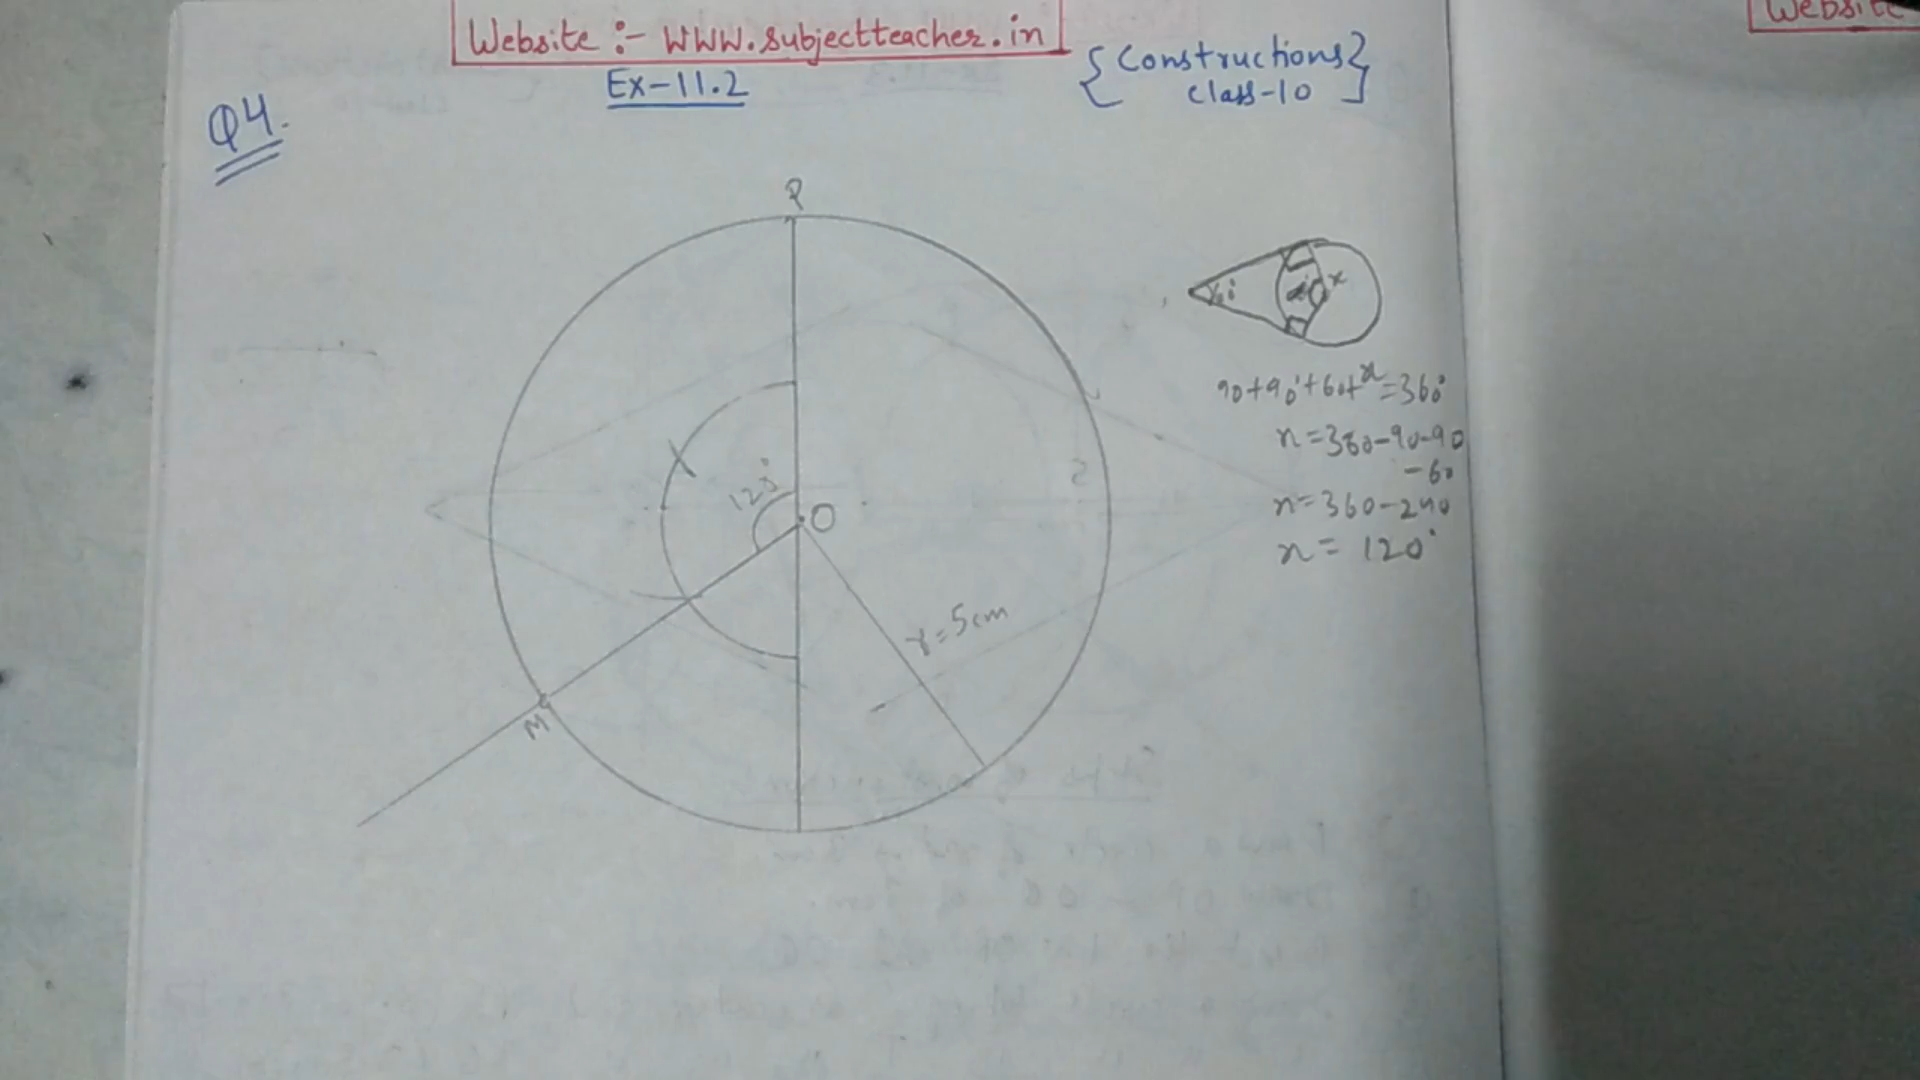 Website :- WWW.subjectteacher.in
Website
Ex-11.2
{Constructions}
Class-10
Q4.
P
60°
x
90+90°+60+x=360°
x=360-90-90
-60
x=360-240
x= 120°
120°
O
r=5cm
M